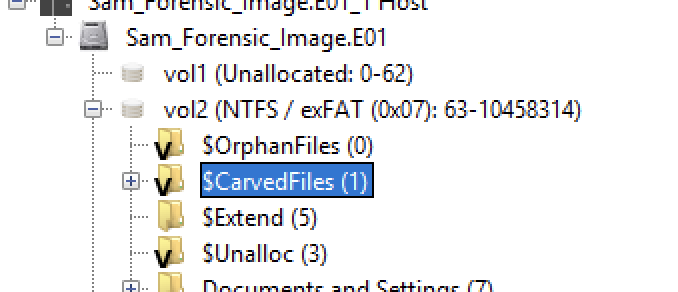 Sam_Forensic_Image.E01_1 Host
Sam_Forensic_Image.E01
vol1 (Unallocated: 0-62)
vol2 (NTFS / exFAT (0x07): 63-10458314)
$OrphanFiles (0)
$CarvedFiles (1)
$Extend (5)
$Unalloc (3)
Documents and Settings (7)